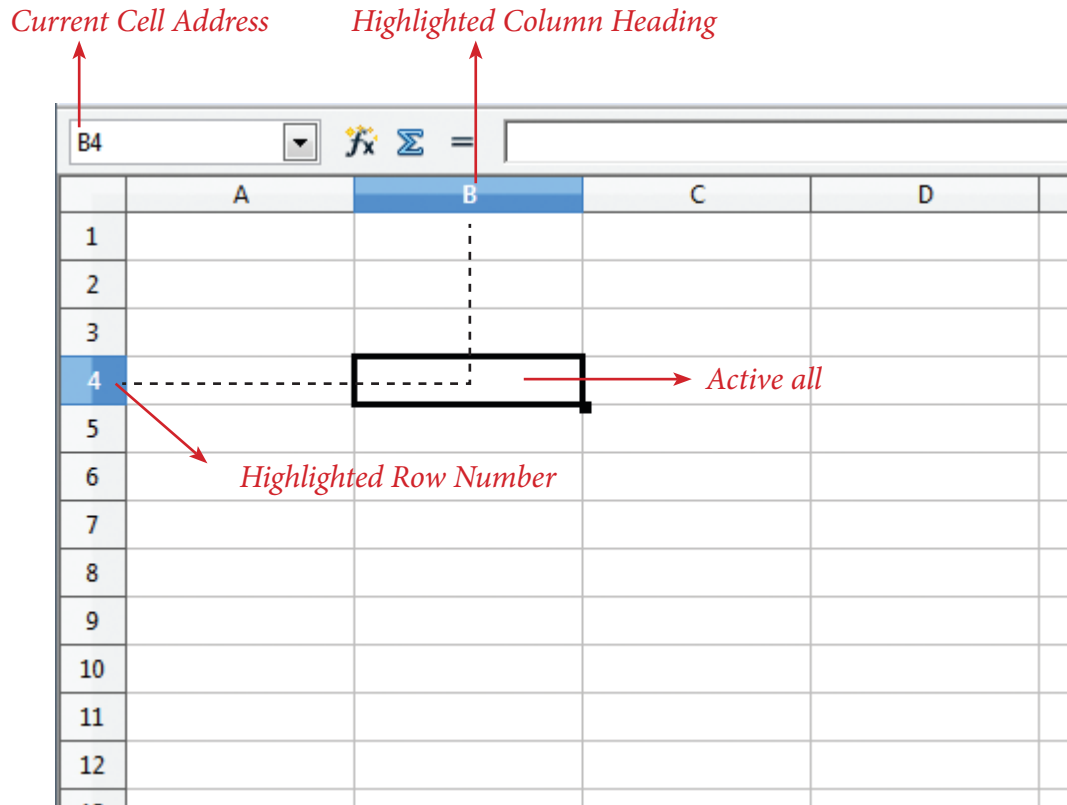 Current Cell Address Highlighted Column Heading
B4 fx Σ =
A B C D
1
2
3
4 Active all
5
6 Highlighted Row Number
7
8
9
10
11
12